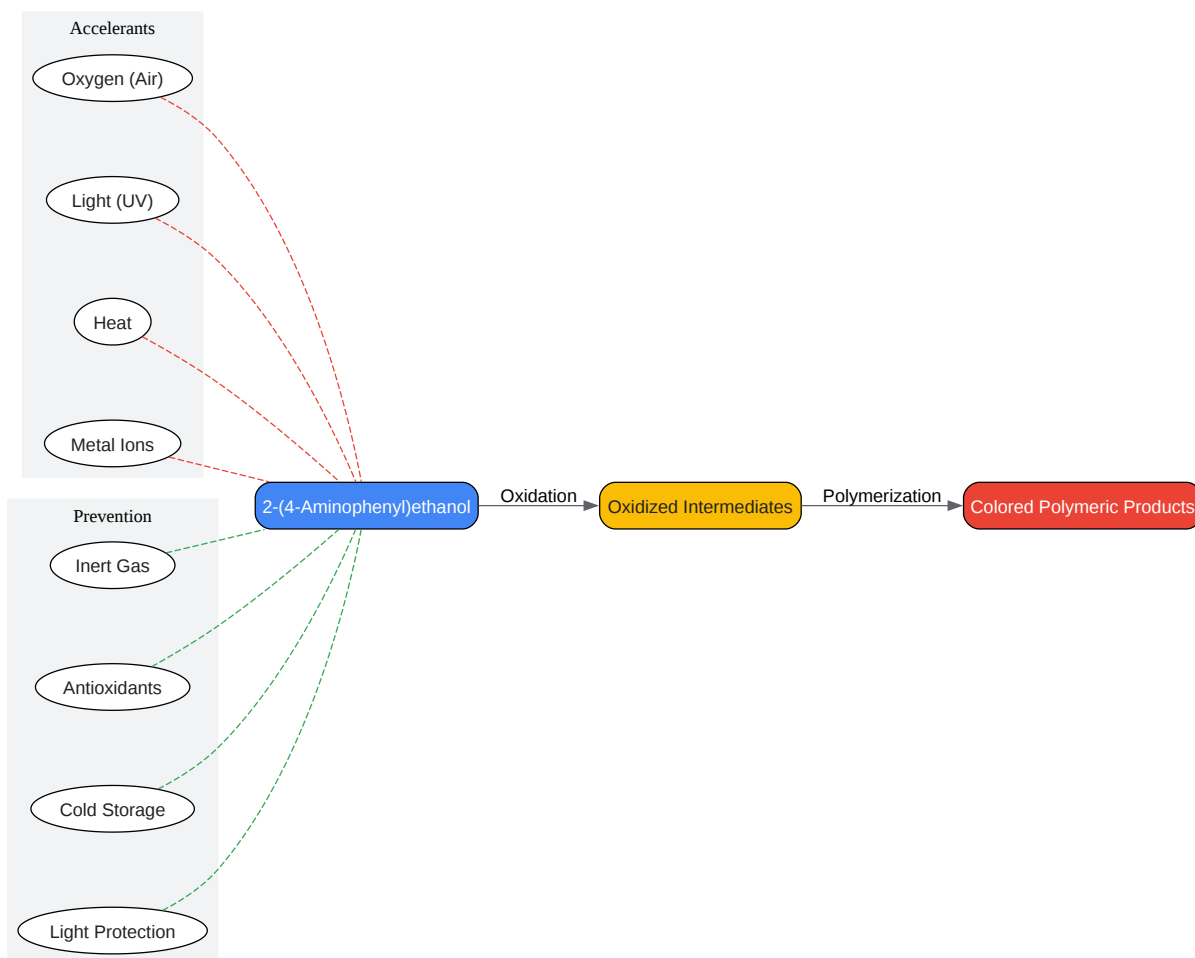 Accelerants
Oxygen (Air)
Light (UV)
Heat
Metal Ions
2-(4-Aminophenyl)ethanol
Oxidation
Oxidized Intermediates
Polymerization
Colored Polymeric Products
Prevention
Inert Gas
Antioxidants
Cold Storage
Light Protection